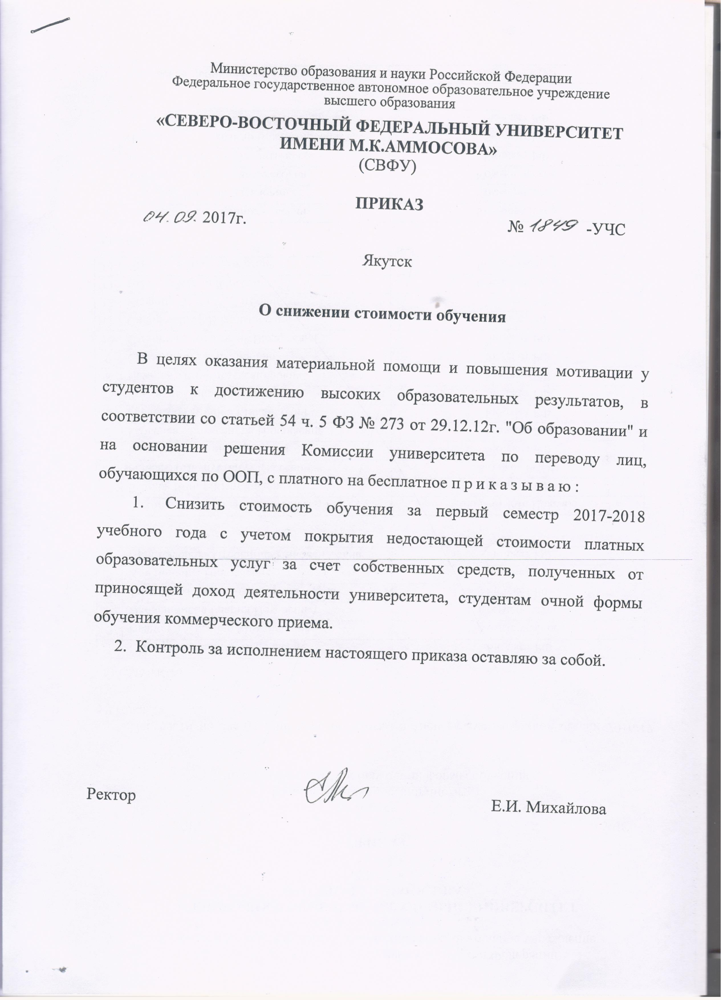 Министерство образования и науки Российской Федерации
Федеральное государственное автономное образовательное учреждение
высшего образования
«СЕВЕРО-ВОСТОЧНЫЙ ФЕДЕРАЛЬНЫЙ УНИВЕРСИТЕТ
ИМЕНИ М.К.АММОСОВА»
(СВФУ)
ПРИКАЗ
04.09. 2017г.
№ 1849 -УЧС
Якутск
О снижении стоимости обучения
В целях оказания материальной помощи и повышения мотивации у
студентов к достижению высоких образовательных результатов, в
соответствии со статьей 54 ч. 5 ФЗ № 273 от 29.12.12г. "Об образовании" и
на основании решения Комиссии университета по переводу лиц,
обучающихся по ООП, с платного на бесплатное п р и к а з ы в а ю :
1. Снизить стоимость обучения за первый семестр 2017-2018
учебного года с учетом покрытия недостающей стоимости платных
образовательных услуг за счет собственных средств, полученных от
приносящей доход деятельности университета, студентам очной формы
обучения коммерческого приема.
2. Контроль за исполнением настоящего приказа оставляю за собой.
Ректор
Е.И. Михайлова